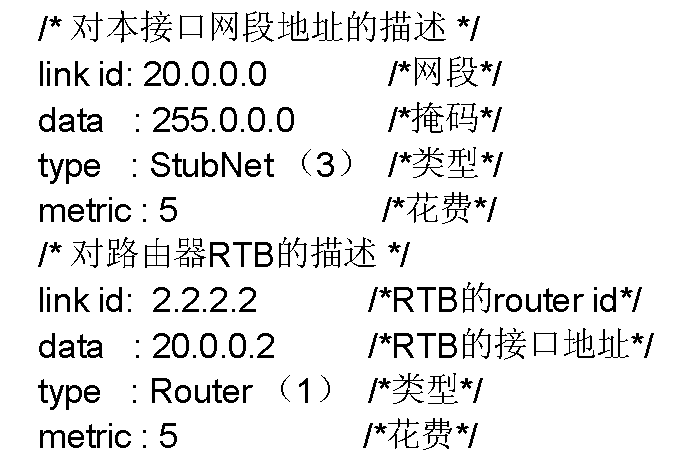 /* 对本接口网段地址的描述 */
link id: 20.0.0.0 /*网段*/
data : 255.0.0.0 /*掩码*/
type : StubNet （3） /*类型*/
metric : 5 /*花费*/
/* 对路由器RTB的描述 */
link id: 2.2.2.2 /*RTB的router id*/
data : 20.0.0.2 /*RTB的接口地址*/
type : Router （1） /*类型*/
metric : 5 /*花费*/